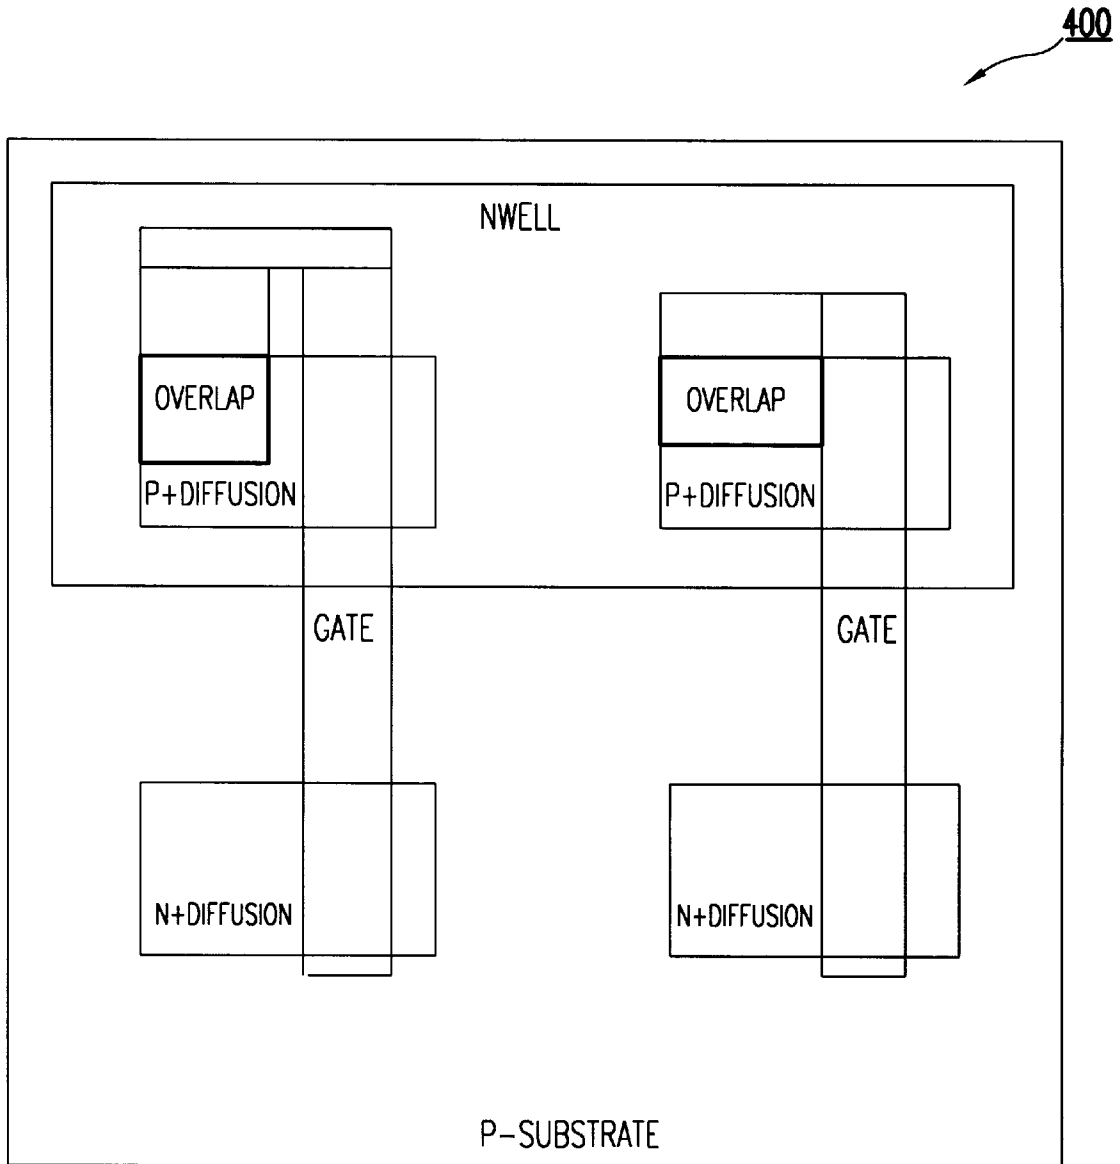 400
NWELL
OVERLAP
OVERLAP
P+DIFFUSION
P+DIFFUSION
GATE
GATE
N+DIFFUSION
N+DIFFUSION
P-SUBSTRATE